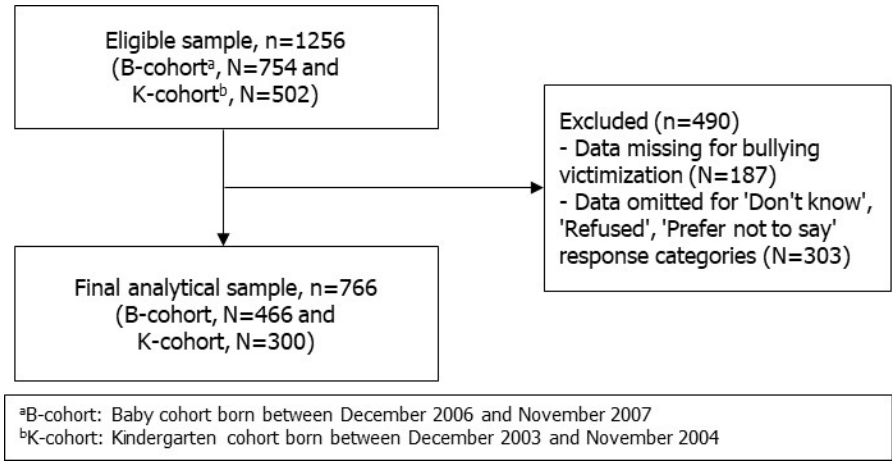 Eligible sample, n=1256
(B-cohortᵃ, N=754 and
K-cohortᵇ, N=502)
Excluded (n=490)
- Data missing for bullying
victimization (N=187)
- Data omitted for 'Don't know',
'Refused', 'Prefer not to say'
response categories (N=303)
Final analytical sample, n=766
(B-cohort, N=466 and
K-cohort, N=300)
ᵃB-cohort: Baby cohort born between December 2006 and November 2007
ᵇK-cohort: Kindergarten cohort born between December 2003 and November 2004